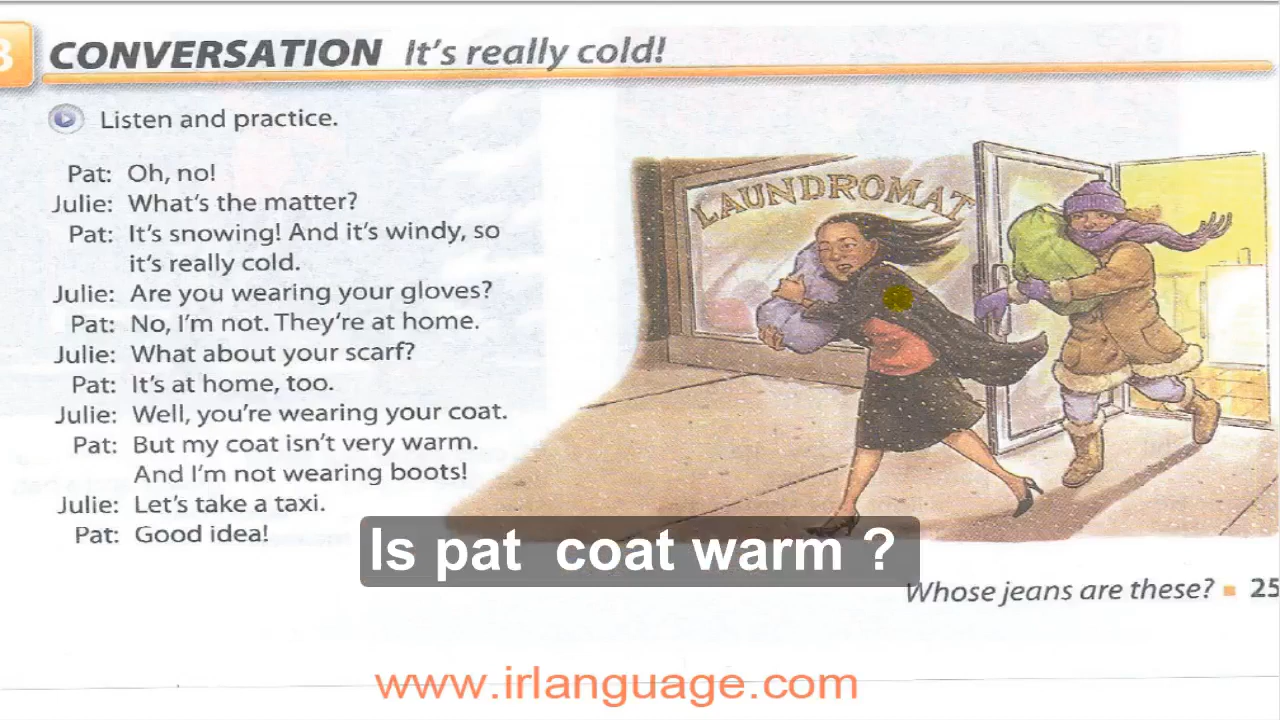 3 CONVERSATION It's really cold!
Listen and practice.
Pat: Oh, no!
Julie: What's the matter?
Pat: It's snowing! And it's windy, so
it's really cold.
Julie: Are you wearing your gloves?
Pat: No, I'm not. They're at home.
Julie: What about your scarf?
Pat: It's at home, too.
Julie: Well, you're wearing your coat.
Pat: But my coat isn't very warm.
And I'm not wearing boots!
Julie: Let's take a taxi.
Pat: Good idea!
LAUNDROMAT
Is pat coat warm ?
Whose jeans are these? 25
www.irlanguage.com